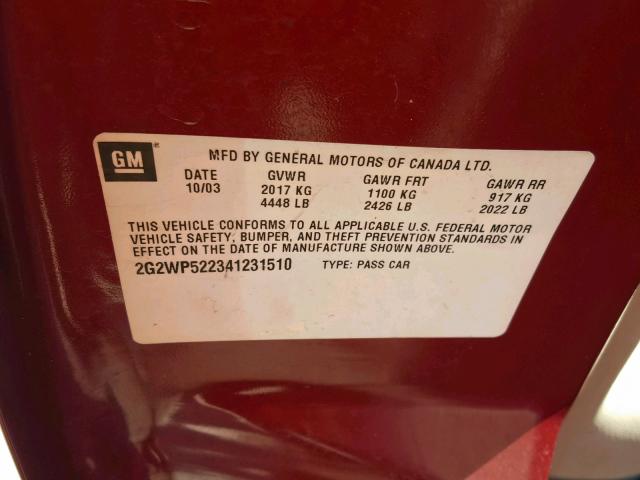 GM® MFD BY GENERAL MOTORS OF CANADA LTD.
DATE GVWR GAWR FRT GAWR RR
10/03 2017 KG 1100 KG 917 KG
4448 LB 2426 LB 2022 LB
THIS VEHICLE CONFORMS TO ALL APPLICABLE U.S. FEDERAL MOTOR
VEHICLE SAFETY, BUMPER, AND THEFT PREVENTION STANDARDS IN
EFFECT ON THE DATE OF MANUFACTURE SHOWN ABOVE.
2G2WP522341231510 TYPE: PASS CAR